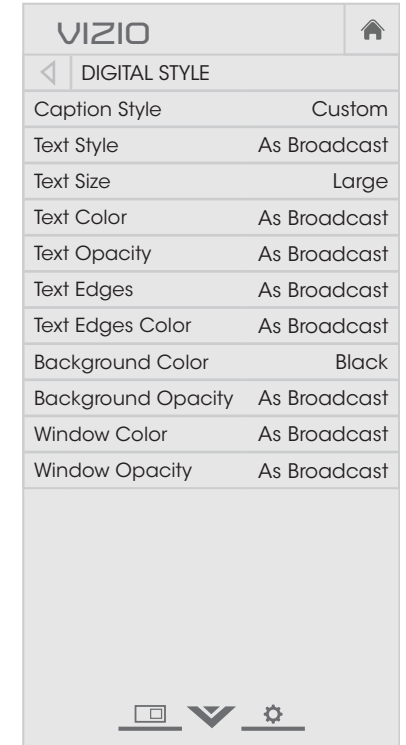 VIZIO
DIGITAL STYLE
Caption Style Custom
Text Style As Broadcast
Text Size Large
Text Color As Broadcast
Text Opacity As Broadcast
Text Edges As Broadcast
Text Edges Color As Broadcast
Background Color Black
Background Opacity As Broadcast
Window Color As Broadcast
Window Opacity As Broadcast